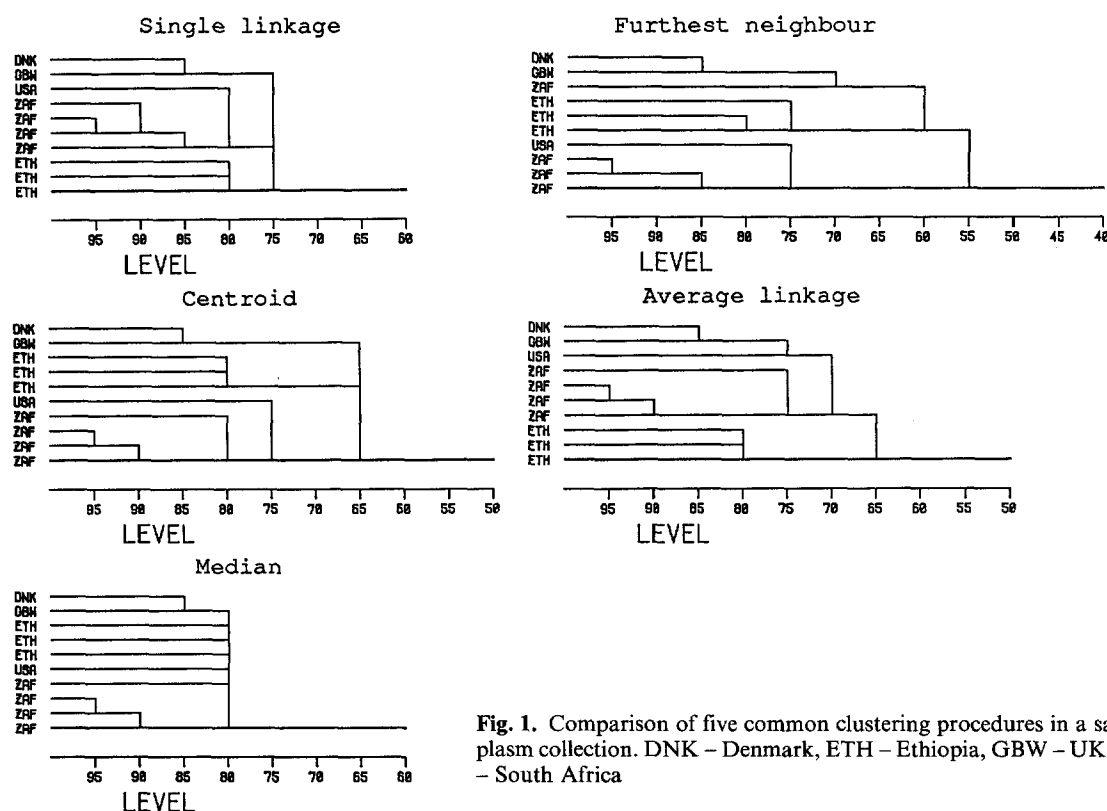 Single linkage
DNK
GBW
USA
ZAF
ZAF
ZAF
ZAF
ETH
ETH
ETH
95 90 85 80 75 70 65 60
LEVEL
Furthest neighbour
DNK
GBW
ZAF
ETH
ETH
ETH
USA
ZAF
ZAF
ZAF
95 90 85 80 75 70 65 60 55 50 45 40
LEVEL
Centroid
DNK
GBW
ETH
ETH
ETH
USA
ZAF
ZAF
ZAF
ZAF
95 90 85 80 75 70 65 60 55 50
LEVEL
Average linkage
DNK
GBW
USA
ZAF
ZAF
ZAF
ZAF
ETH
ETH
ETH
95 90 85 80 75 70 65 60 55 50
LEVEL
Median
DNK
GBW
ETH
ETH
ETH
USA
ZAF
ZAF
ZAF
ZAF
95 90 85 80 75 70 65 60
LEVEL
Fig. 1. Comparison of five common clustering procedures in a sa
plasm collection. DNK – Denmark, ETH – Ethiopia, GBW – UK
– South Africa